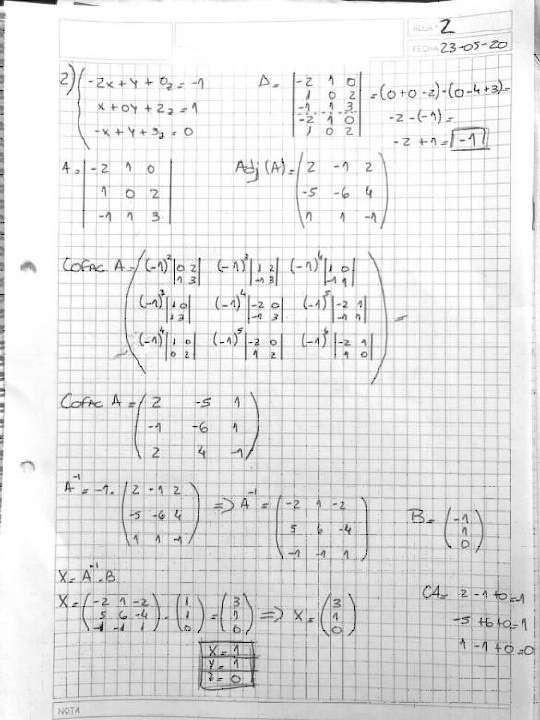 HOJA Nº 2
FECHA 23-05-20
2) { -2x + y + 0z = -1
x + 0y + 2z = 1
-x + y + 3z = 0
Δ = | -2 1 0 |
| 1 0 2 |
| -1 1 3 | = (0+0-2)-(0-4+3)=
-2 1 0
1 0 2
-2-(-1)=
-2+1= -1
A = | -2 1 0 |
| 1 0 2 |
| -1 1 3 |
Adj (A) = ( 2 -1 2
-5 -6 4
1 1 -1 )
Cofac A = ( (-1)² |0 2| (-1)³ |1 2| (-1)⁴ |1 0|
|1 3| |-1 3| |-1 1|
(-1)³ |1 0| (-1)⁴ |-2 0| (-1)⁵ |-2 1|
|1 3| |-1 3| |-1 1|
(-1)⁴ |1 0| (-1)⁵ |-2 0| (-1)⁶ |-2 1|
|0 2| |1 2| |1 0| ) =
Cofac A = ( 2 -5 1
-1 -6 1
2 4 -1 )
A⁻¹ = -1. ( 2 -1 2
-5 -6 4
1 1 -1 ) => A⁻¹ = ( -2 1 -2
5 6 -4
-1 -1 1 )
B = ( -1
1
0 )
X = A⁻¹.B
X = ( -2 1 -2
5 6 -4
-1 -1 1 ) . ( 1
1
0 ) = ( 3
1
0 ) => X = ( 3
1
0 )
CA= 2-1+0=1
-5+6+0=1
1-1+0=0
X = 1
Y = 1
= 0
NOTA